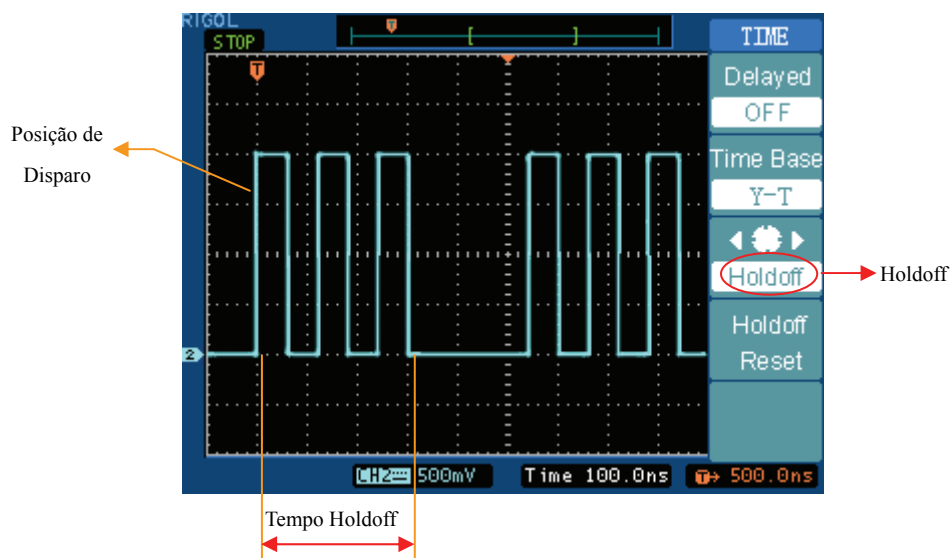 RIGOL
STOP
T
T
TIME
Delayed
OFF
Time Base
Y-T
Holdoff
Holdoff
Reset
Posição de
Disparo
Holdoff
2
CH2 500mV
Time 100.0ns
T 500.0ns
Tempo Holdoff